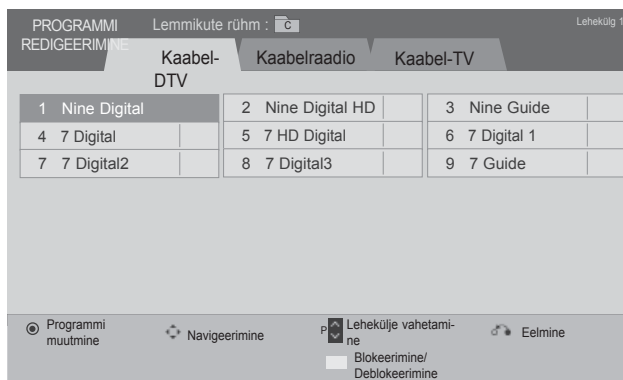 PROGRAMMI REDIGEERIMINE
Lemmikute rühm : C
Lehekülg 1
Kaabel-DTV
Kaabelraadio
Kaabel-TV
1 Nine Digital
2 Nine Digital HD
3 Nine Guide
4 7 Digital
5 7 HD Digital
6 7 Digital 1
7 7 Digital2
8 7 Digital3
9 7 Guide
Programmi
muutmine
Navigeerimine
P
Lehekülje vahetami-
ne
Eelmine
Blokeerimine/
Deblokeerimine